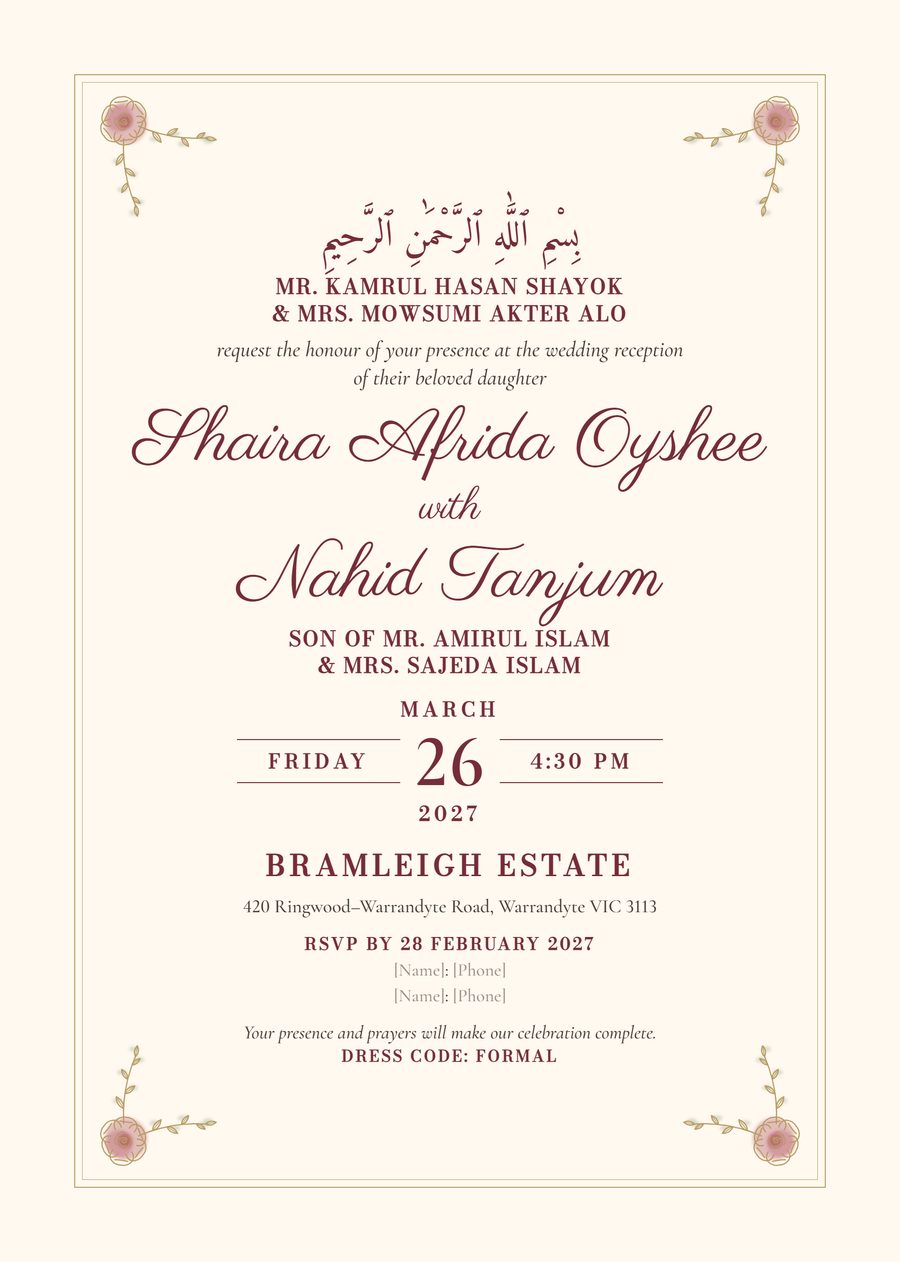 بِسْمِ ٱللَّٰهِ ٱلرَّحْمَٰنِ ٱلرَّحِيمِ
MR. KAMRUL HASAN SHAYOK
& MRS. MOWSUMI AKTER ALO
request the honour of your presence at the wedding reception
of their beloved daughter
Shaira Afrida Oyshee
with
Nahid Tanjum
SON OF MR. AMIRUL ISLAM
& MRS. SAJEDA ISLAM
MARCH
FRIDAY 26 4:30 PM
2027
BRAMLEIGH ESTATE
420 Ringwood–Warrandyte Road, Warrandyte VIC 3113
RSVP BY 28 FEBRUARY 2027
[Name]: [Phone]
[Name]: [Phone]
Your presence and prayers will make our celebration complete.
DRESS CODE: FORMAL